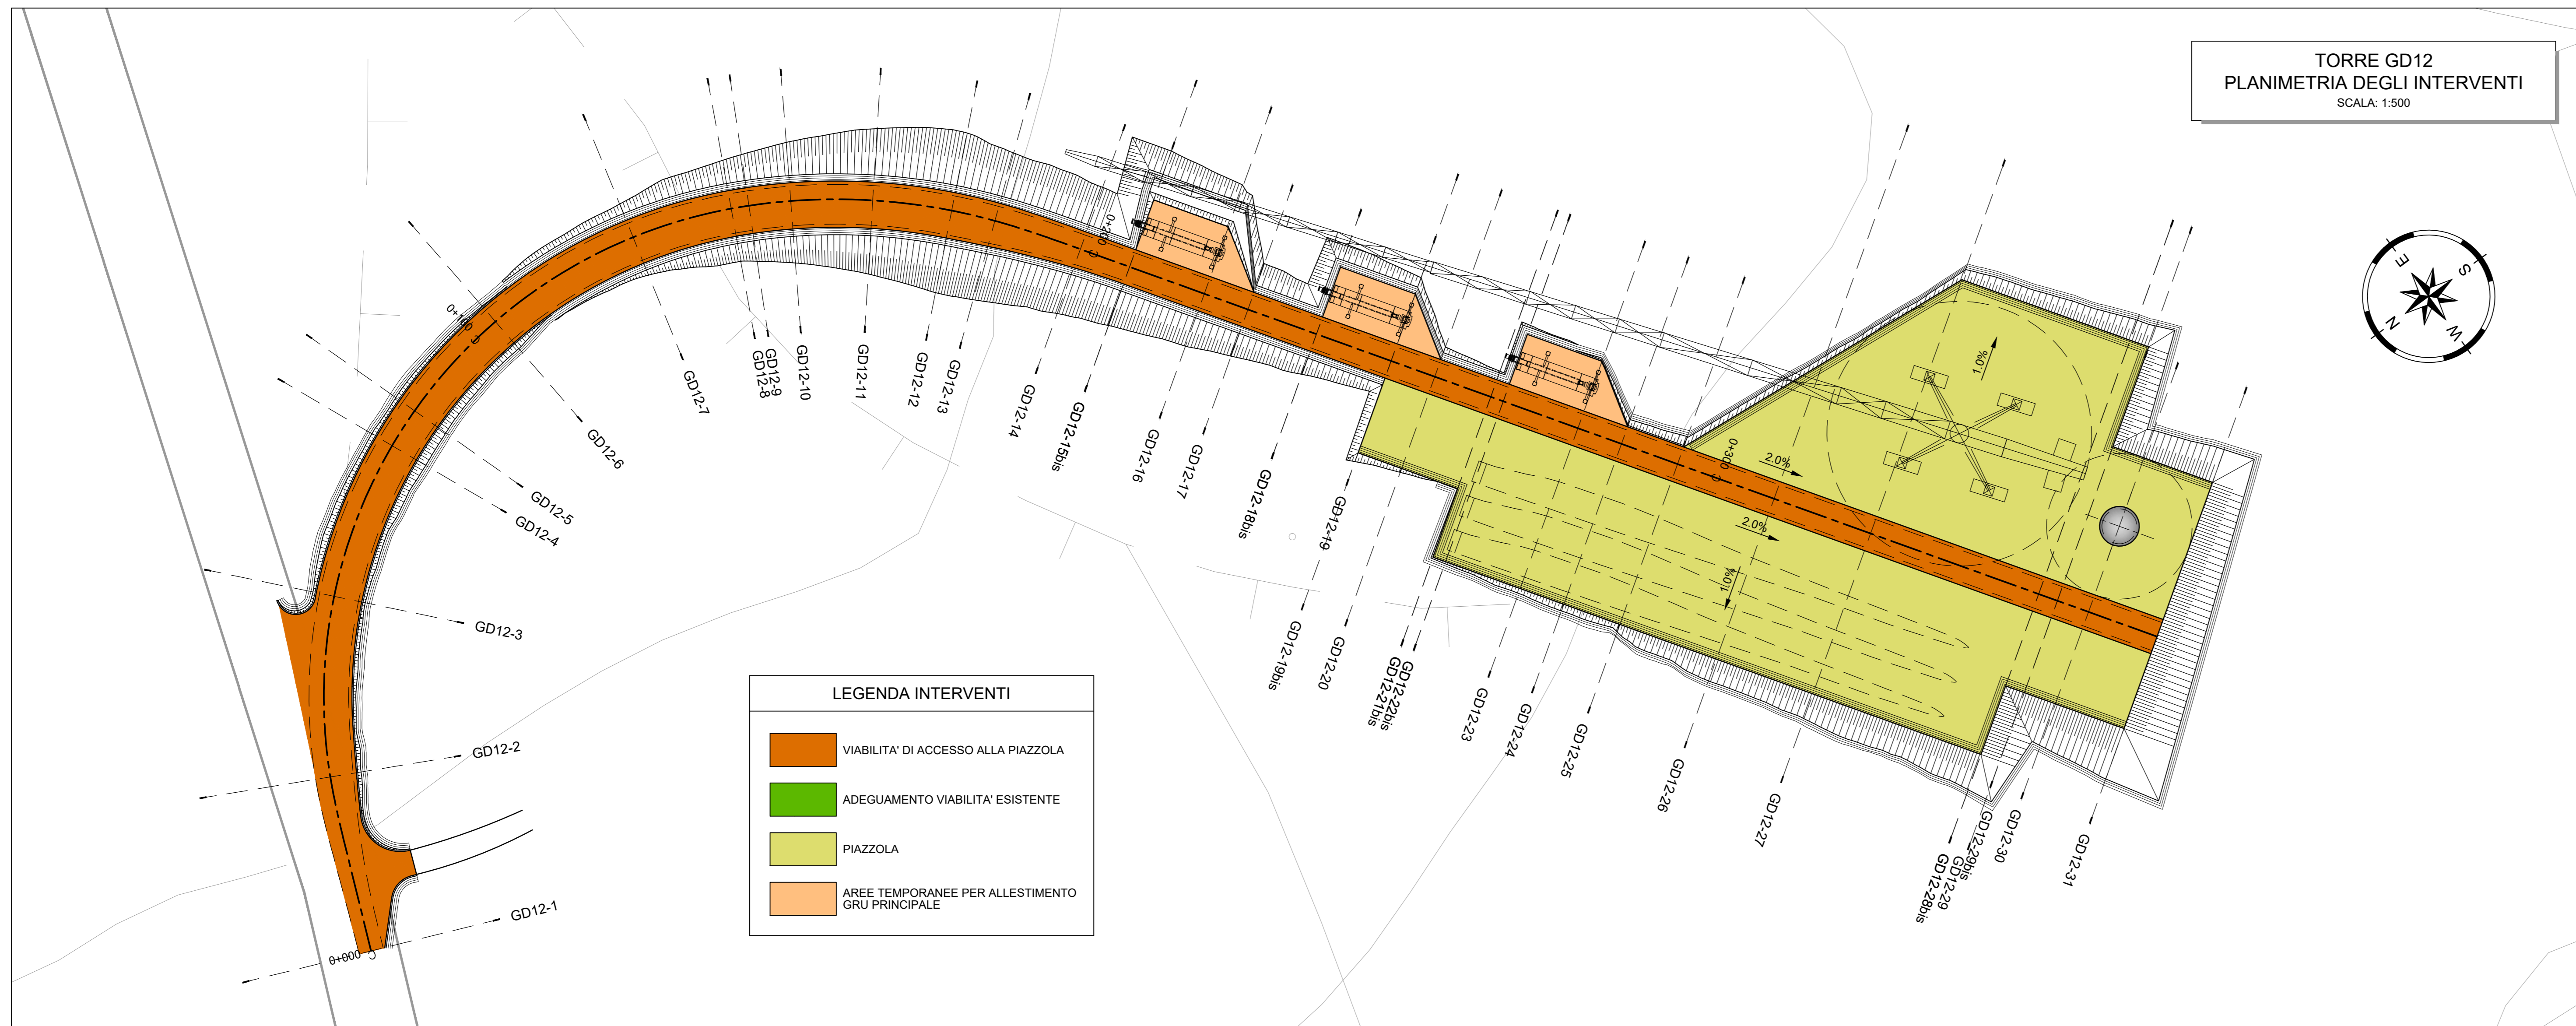 TORRE GD12
PLANIMETRIA DEGLI INTERVENTI
SCALA: 1:500
E
S
N
W
0+000
0+100
0+200
0+300
GD12-1
GD12-2
GD12-3
GD12-4
GD12-5
GD12-6
GD12-7
GD12-8
GD12-9
GD12-10
GD12-11
GD12-12
GD12-13
GD12-14
GD12-15bis
GD12-16
GD12-17
GD12-18bis
GD12-19
GD12-19bis
GD12-20
GD12-21bis
GD12-22bis
GD12-23
GD12-24
GD12-25
GD12-26
GD12-27
GD12-28bis
GD12-29
GD12-29bis
GD12-30
GD12-31
1.0%
2.0%
2.0%
1.0%
LEGENDA INTERVENTI
VIABILITA' DI ACCESSO ALLA PIAZZOLA
ADEGUAMENTO VIABILITA' ESISTENTE
PIAZZOLA
AREE TEMPORANEE PER ALLESTIMENTO
GRU PRINCIPALE